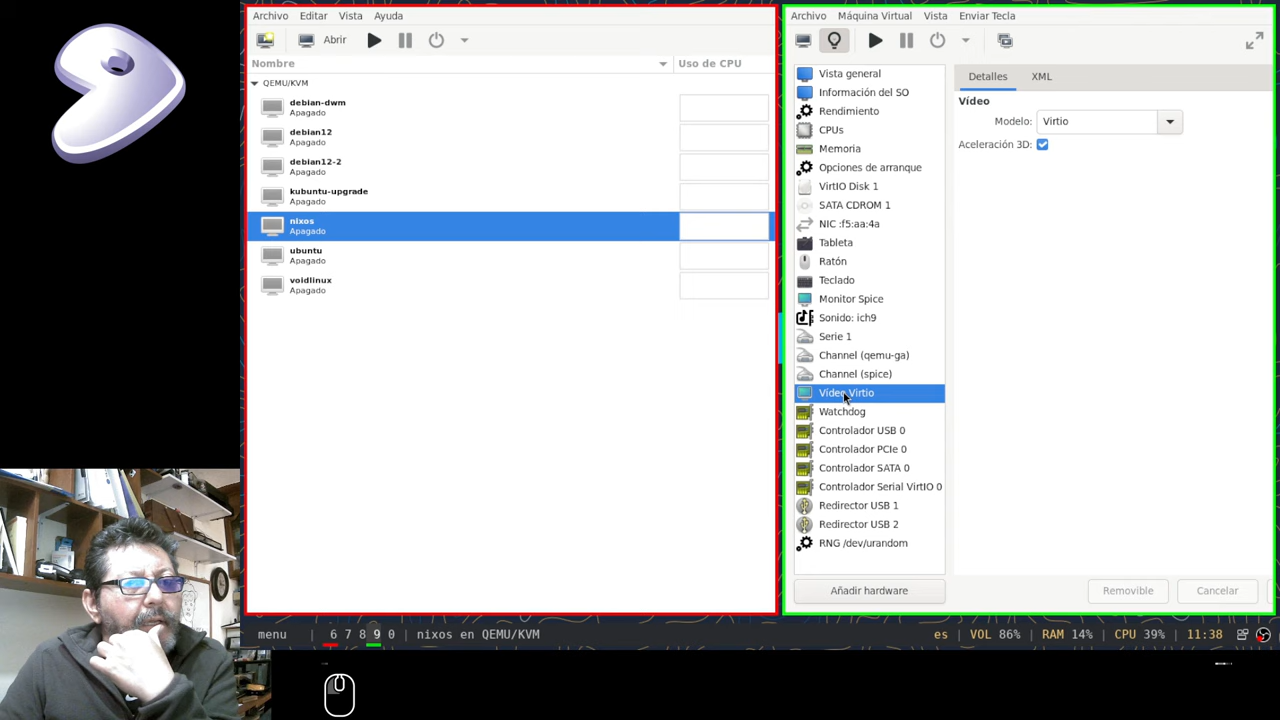 Archivo Editar Vista Ayuda
Abrir
Nombre Uso de CPU
QEMU/KVM
debian-dwm
Apagado
debian12
Apagado
debian12-2
Apagado
kubuntu-upgrade
Apagado
nixos
Apagado
ubuntu
Apagado
voidlinux
Apagado
Archivo Máquina Virtual Vista Enviar Tecla
Vista general
Información del SO
Rendimiento
CPUs
Memoria
Opciones de arranque
VirtIO Disk 1
SATA CDROM 1
NIC :f5:aa:4a
Tableta
Ratón
Teclado
Monitor Spice
Sonido: ich9
Serie 1
Channel (qemu-ga)
Channel (spice)
Vídeo Virtio
Watchdog
Controlador USB 0
Controlador PCIe 0
Controlador SATA 0
Controlador Serial VirtIO 0
Redirector USB 1
Redirector USB 2
RNG /dev/urandom
Añadir hardware
Detalles XML
Vídeo
Modelo: Virtio
Aceleración 3D:
Removible Cancelar
menu | 6 7 8 9 0 | nixos en QEMU/KVM es | VOL 86% | RAM 14% | CPU 39% | 11:38